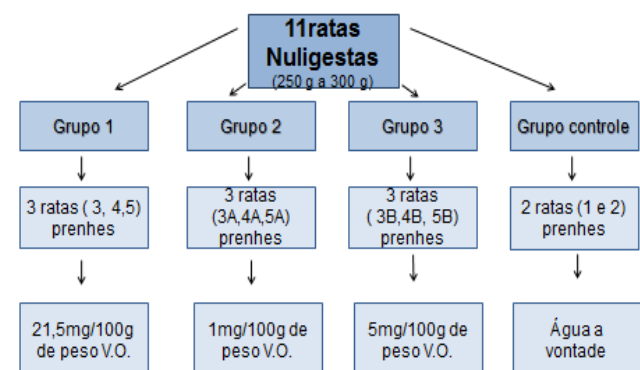 11ratas
Nuligestas
(250 g a 300 g)
Grupo 1
Grupo 2
Grupo 3
Grupo controle
3 ratas ( 3, 4,5)
prenhes
3 ratas
(3A,4A,5A)
prenhes
3 ratas
( 3B,4B, 5B)
prenhes
2 ratas (1 e 2)
prenhes
21,5mg/100g
de peso V.O.
1mg/100g de
peso V.O.
5mg/100g de
peso V.O.
Água a
vontade